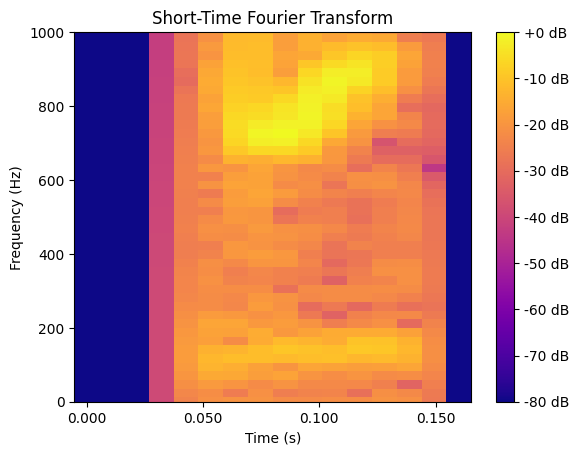 Short-Time Fourier Transform
1000
800
600
400
200
0
Frequency (Hz)
0.000
0.050
0.100
0.150
Time (s)
+0 dB
-10 dB
-20 dB
-30 dB
-40 dB
-50 dB
-60 dB
-70 dB
-80 dB